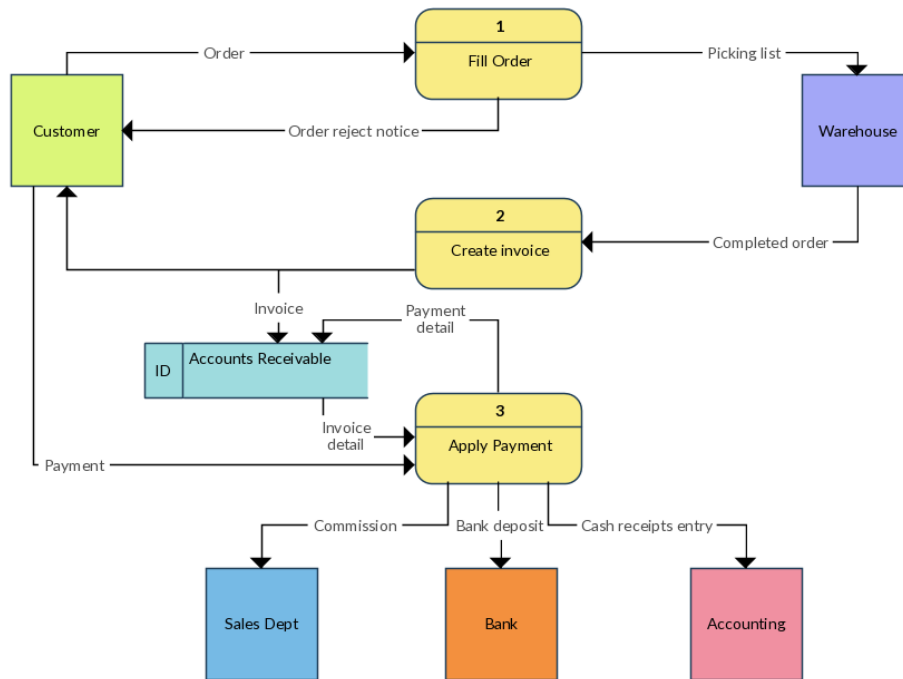 1
Order
Fill Order
Picking list
Customer
Order reject notice
Warehouse
2
Create invoice
Completed order
Invoice
Payment
detail
ID
Accounts Receivable
3
Invoice
detail
Apply Payment
Payment
Commission
Bank deposit
Cash receipts entry
Sales Dept
Bank
Accounting